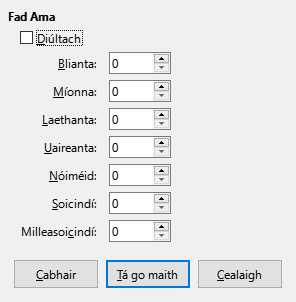 Fad Ama
Diúltach
Blianta: 0
Míonna: 0
Laethanta: 0
Uaireanta: 0
Nóiméid: 0
Soicindí: 0
Milleasoicindí: 0
Cabhair Tá go maith Cealaigh